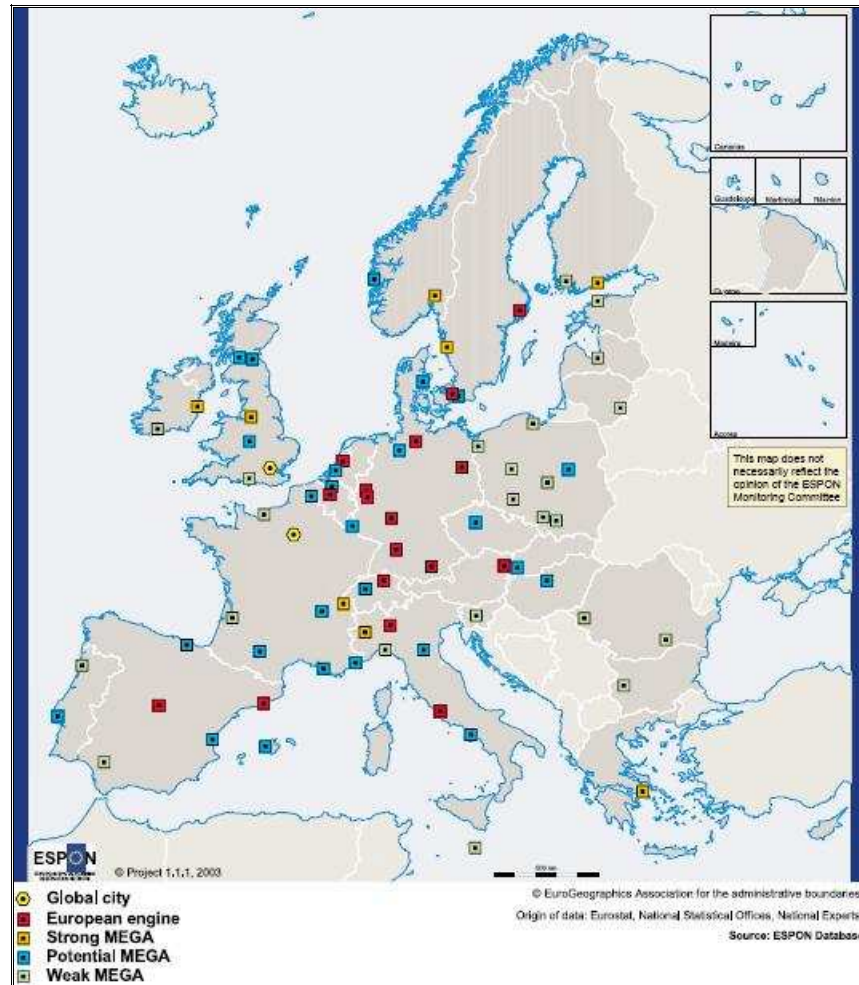 Canarias
Guadeloupe
Martinique
Réunion
Madeira
This map does not
necessarily reflect the
opinion of the ESPON
Monitoring Committee
ESPON
© Project 1.1.1, 2003
© EuroGeographics Association for the administrative boundaries
Origin of data: Eurostat, National Statistical Offices, National Experts
Source: ESPON Database
Global city
European engine
Strong MEGA
Potential MEGA
Weak MEGA